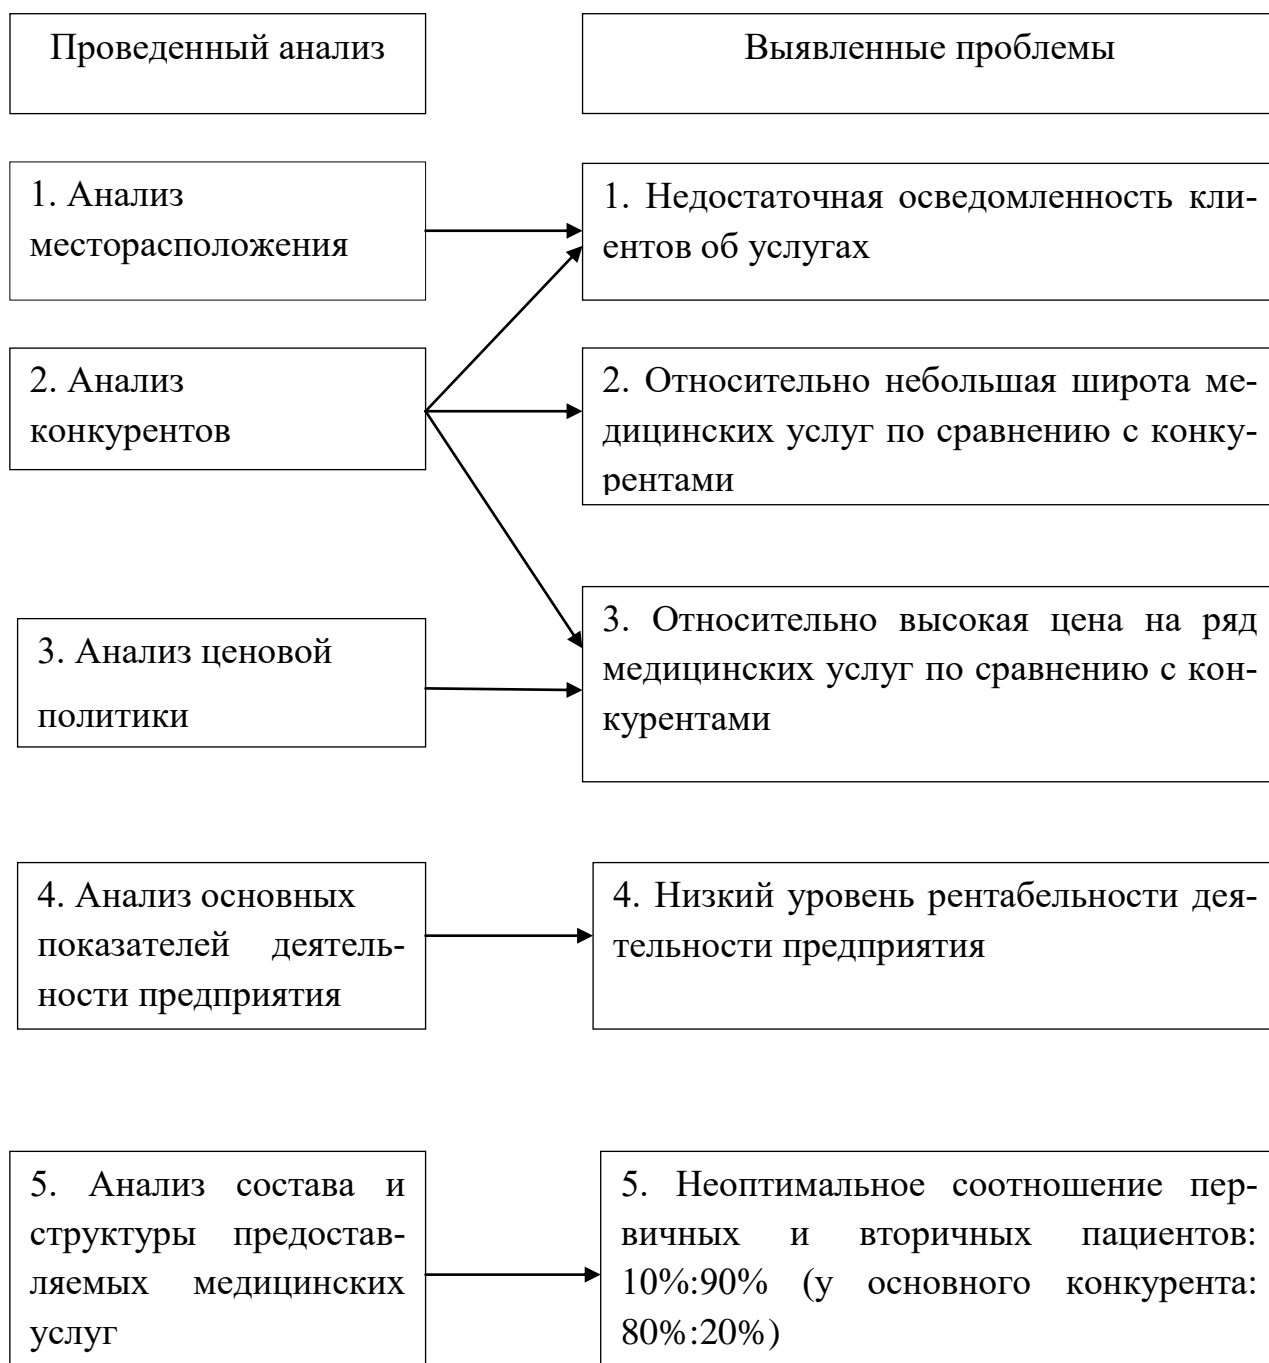 Проведенный анализ
Выявленные проблемы
1. Анализ
месторасположения
1. Недостаточная осведомленность кли-
ентов об услугах
2. Анализ
конкурентов
2. Относительно небольшая широта ме-
дицинских услуг по сравнению с конку-
рентами
3. Анализ ценовой
политики
3. Относительно высокая цена на ряд
медицинских услуг по сравнению с кон-
курентами
4. Анализ основных
показателей деятель-
ности предприятия
4. Низкий уровень рентабельности дея-
тельности предприятия
5. Анализ состава и
структуры предостав-
ляемых медицинских
услуг
5. Неоптимальное соотношение пер-
вичных и вторичных пациентов:
10%:90% (у основного конкурента:
80%:20%)